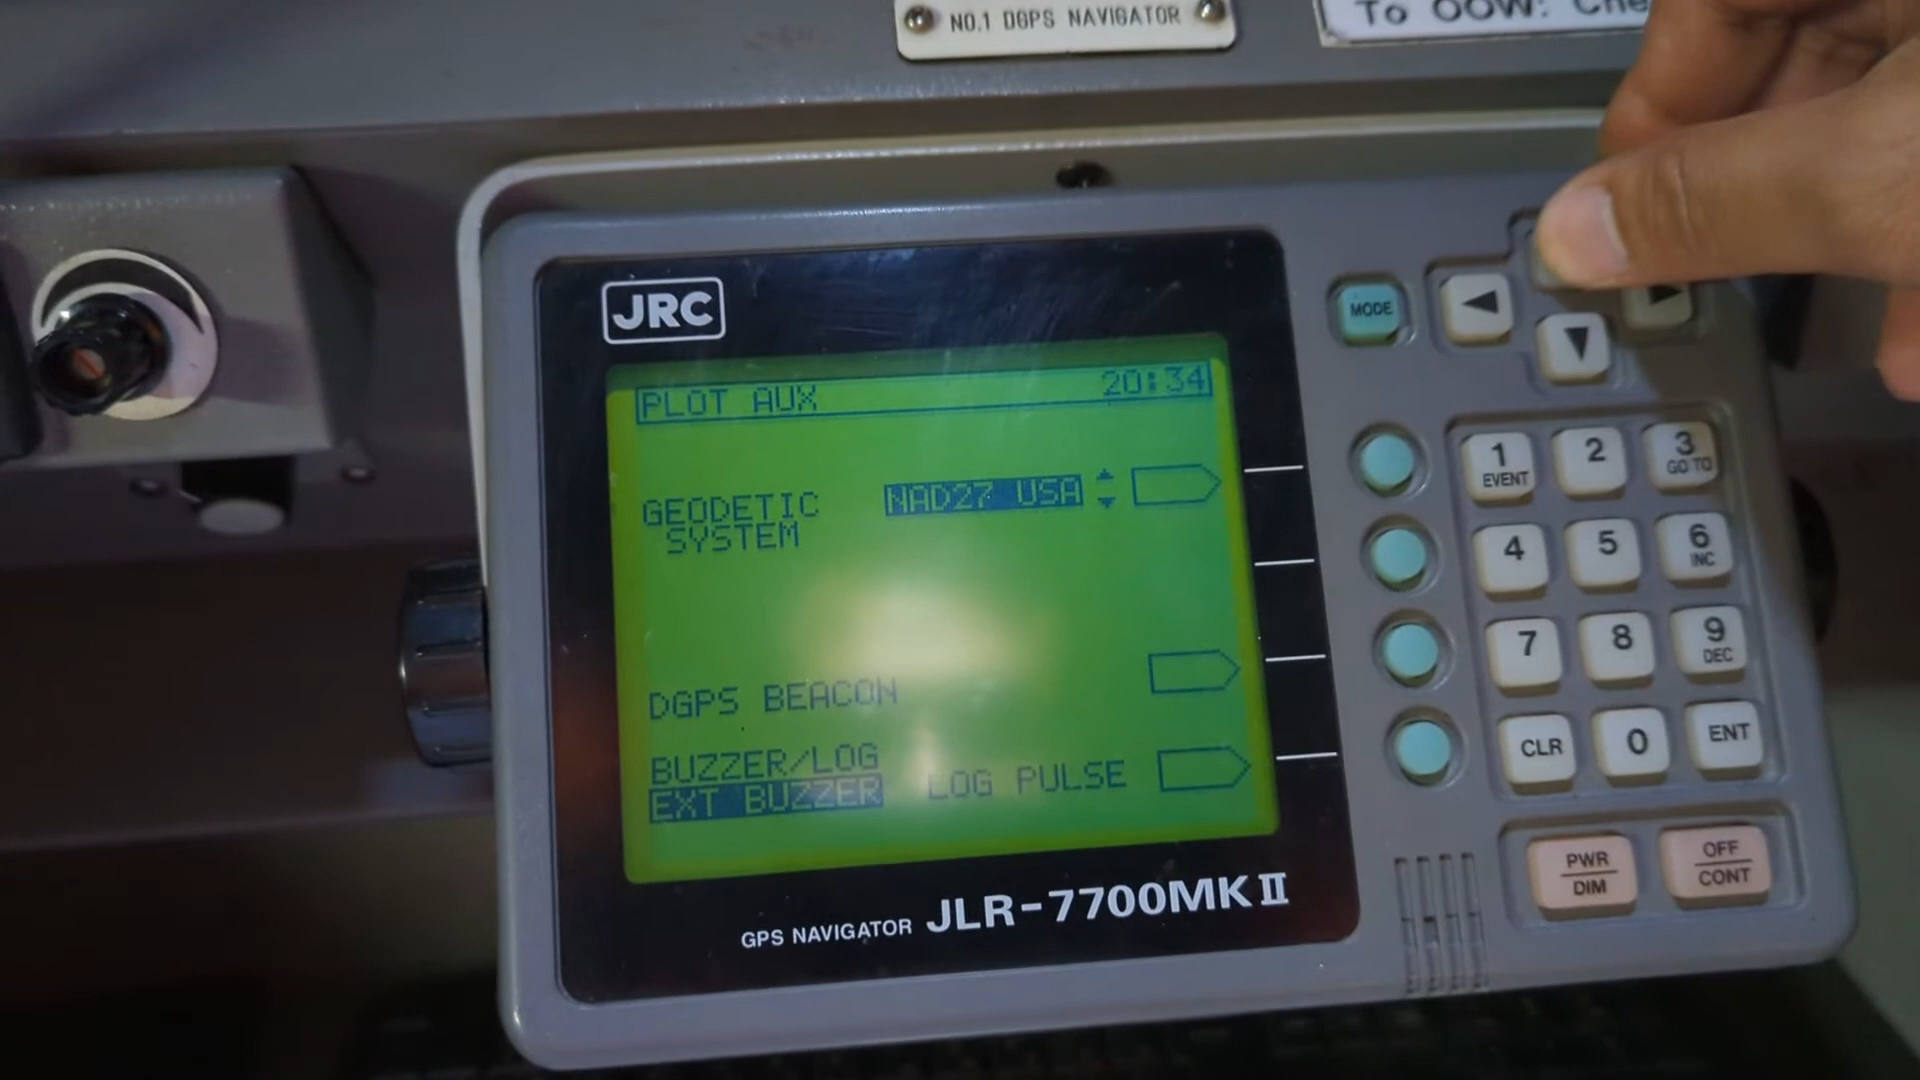 NO.1 DGPS NAVIGATOR
To OOW: Che
JRC
PLOT AUX 20:34
GEODETIC NAD27 USA
SYSTEM
DGPS BEACON
BUZZER/LOG
EXT BUZZER LOG PULSE
GPS NAVIGATOR JLR-7700MKII
MODE
1 2 3
EVENT GO TO
4 5 6
INC
7 8 9
DEC
CLR 0 ENT
PWR OFF
DIM CONT